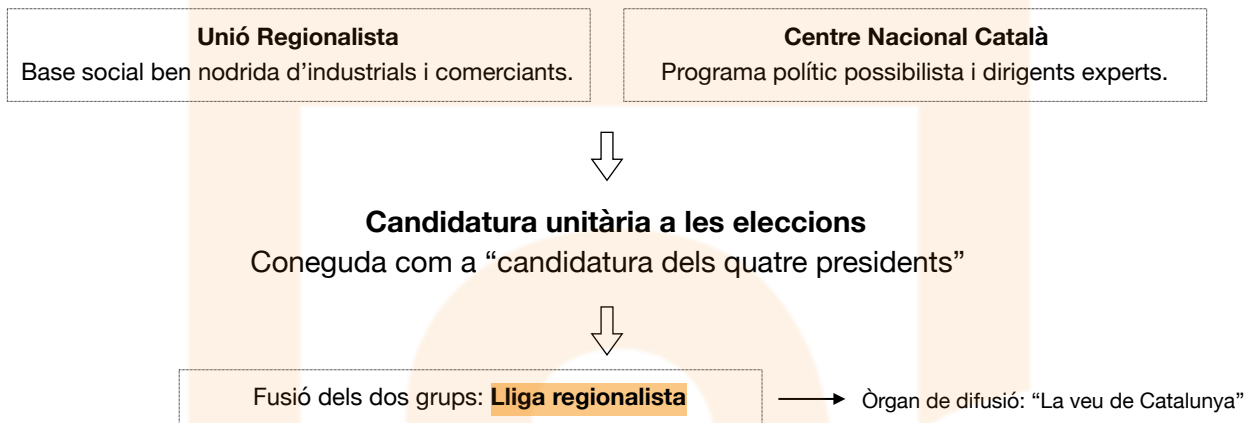 Unió Regionalista
Base social ben nodrida d’industrials i comerciants.
Centre Nacional Català
Programa polític possibilista i dirigents experts.
Candidatura unitària a les eleccions
Coneguda com a “candidatura dels quatre presidents”
Fusió dels dos grups: Lliga regionalista
Òrgan de difusió: “La veu de Catalunya”